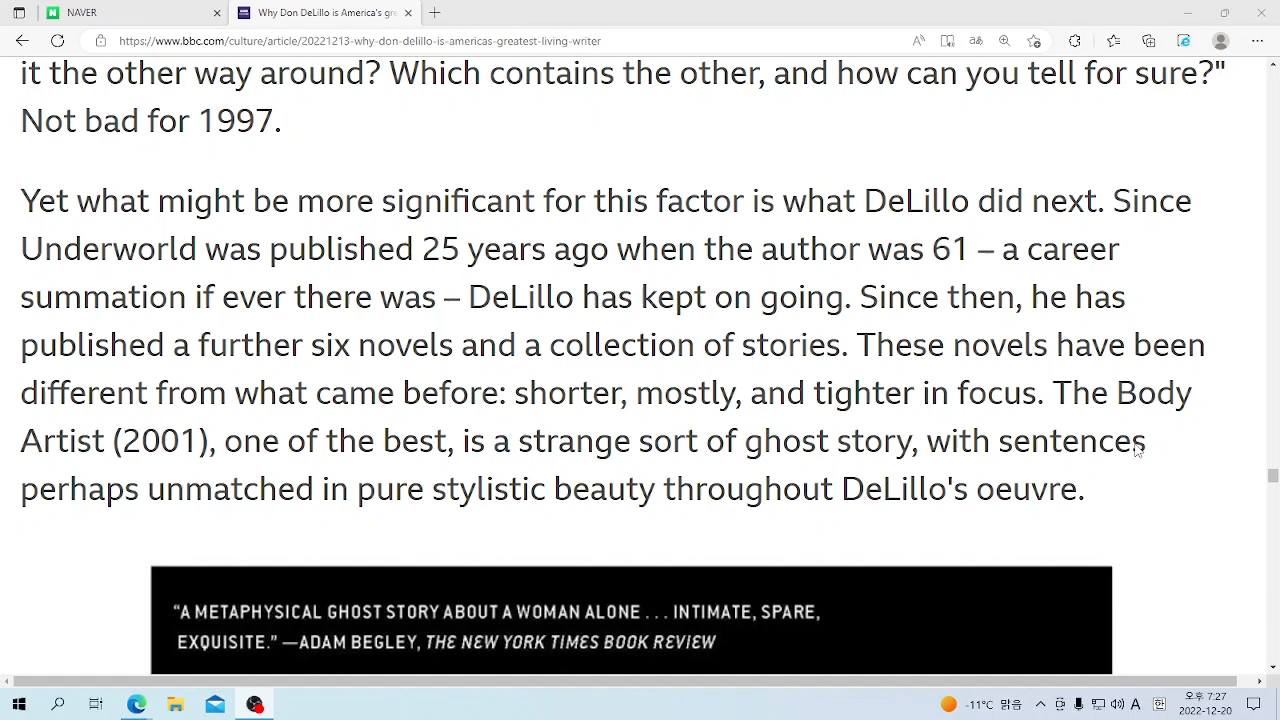 NAVER
Why Don DeLillo is America's gre
https://www.bbc.com/culture/article/20221213-why-don-delillo-is-americas-greatest-living-writer
it the other way around? Which contains the other, and how can you tell for sure?"
Not bad for 1997.
Yet what might be more significant for this factor is what DeLillo did next. Since
Underworld was published 25 years ago when the author was 61 – a career
summation if ever there was – DeLillo has kept on going. Since then, he has
published a further six novels and a collection of stories. These novels have been
different from what came before: shorter, mostly, and tighter in focus. The Body
Artist (2001), one of the best, is a strange sort of ghost story, with sentences
perhaps unmatched in pure stylistic beauty throughout DeLillo's oeuvre.
“A METAPHYSICAL GHOST STORY ABOUT A WOMAN ALONE . . . INTIMATE, SPARE,
EXQUISITE.” —ADAM BEGLEY, THE NEW YORK TIMES BOOK REVIEW
-11°C 맑음
A
오후 7:27
2022-12-20